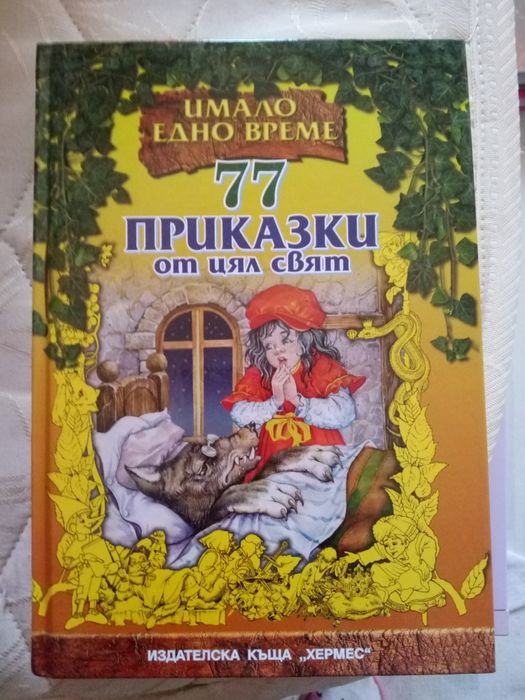 ИМАЛО
ЕДНО ВРЕМЕ
77
ПРИКАЗКИ
от цял свят
ИЗДАТЕЛСКА КЪЩА „ХЕРМЕС“